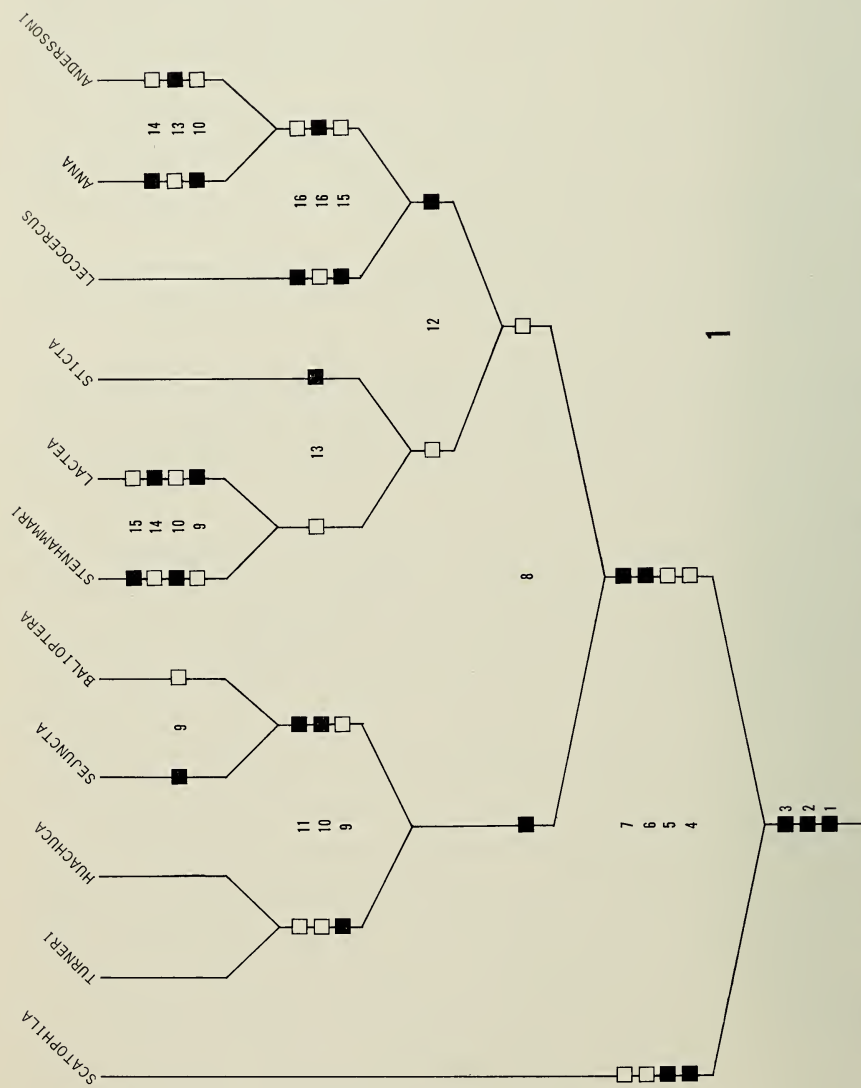 SCATOPHILA
TURNERI
HUACHUCA
SEJUNCTA
BALIOPTERA
STENHAMMARI
LACTEA
STICTA
LECOCERCUS
ANNA
ANDERSSONI
14
13
10
16
16
15
12
13
15
14
10
9
9
11
10
9
8
7
6
5
4
3
2
1
1